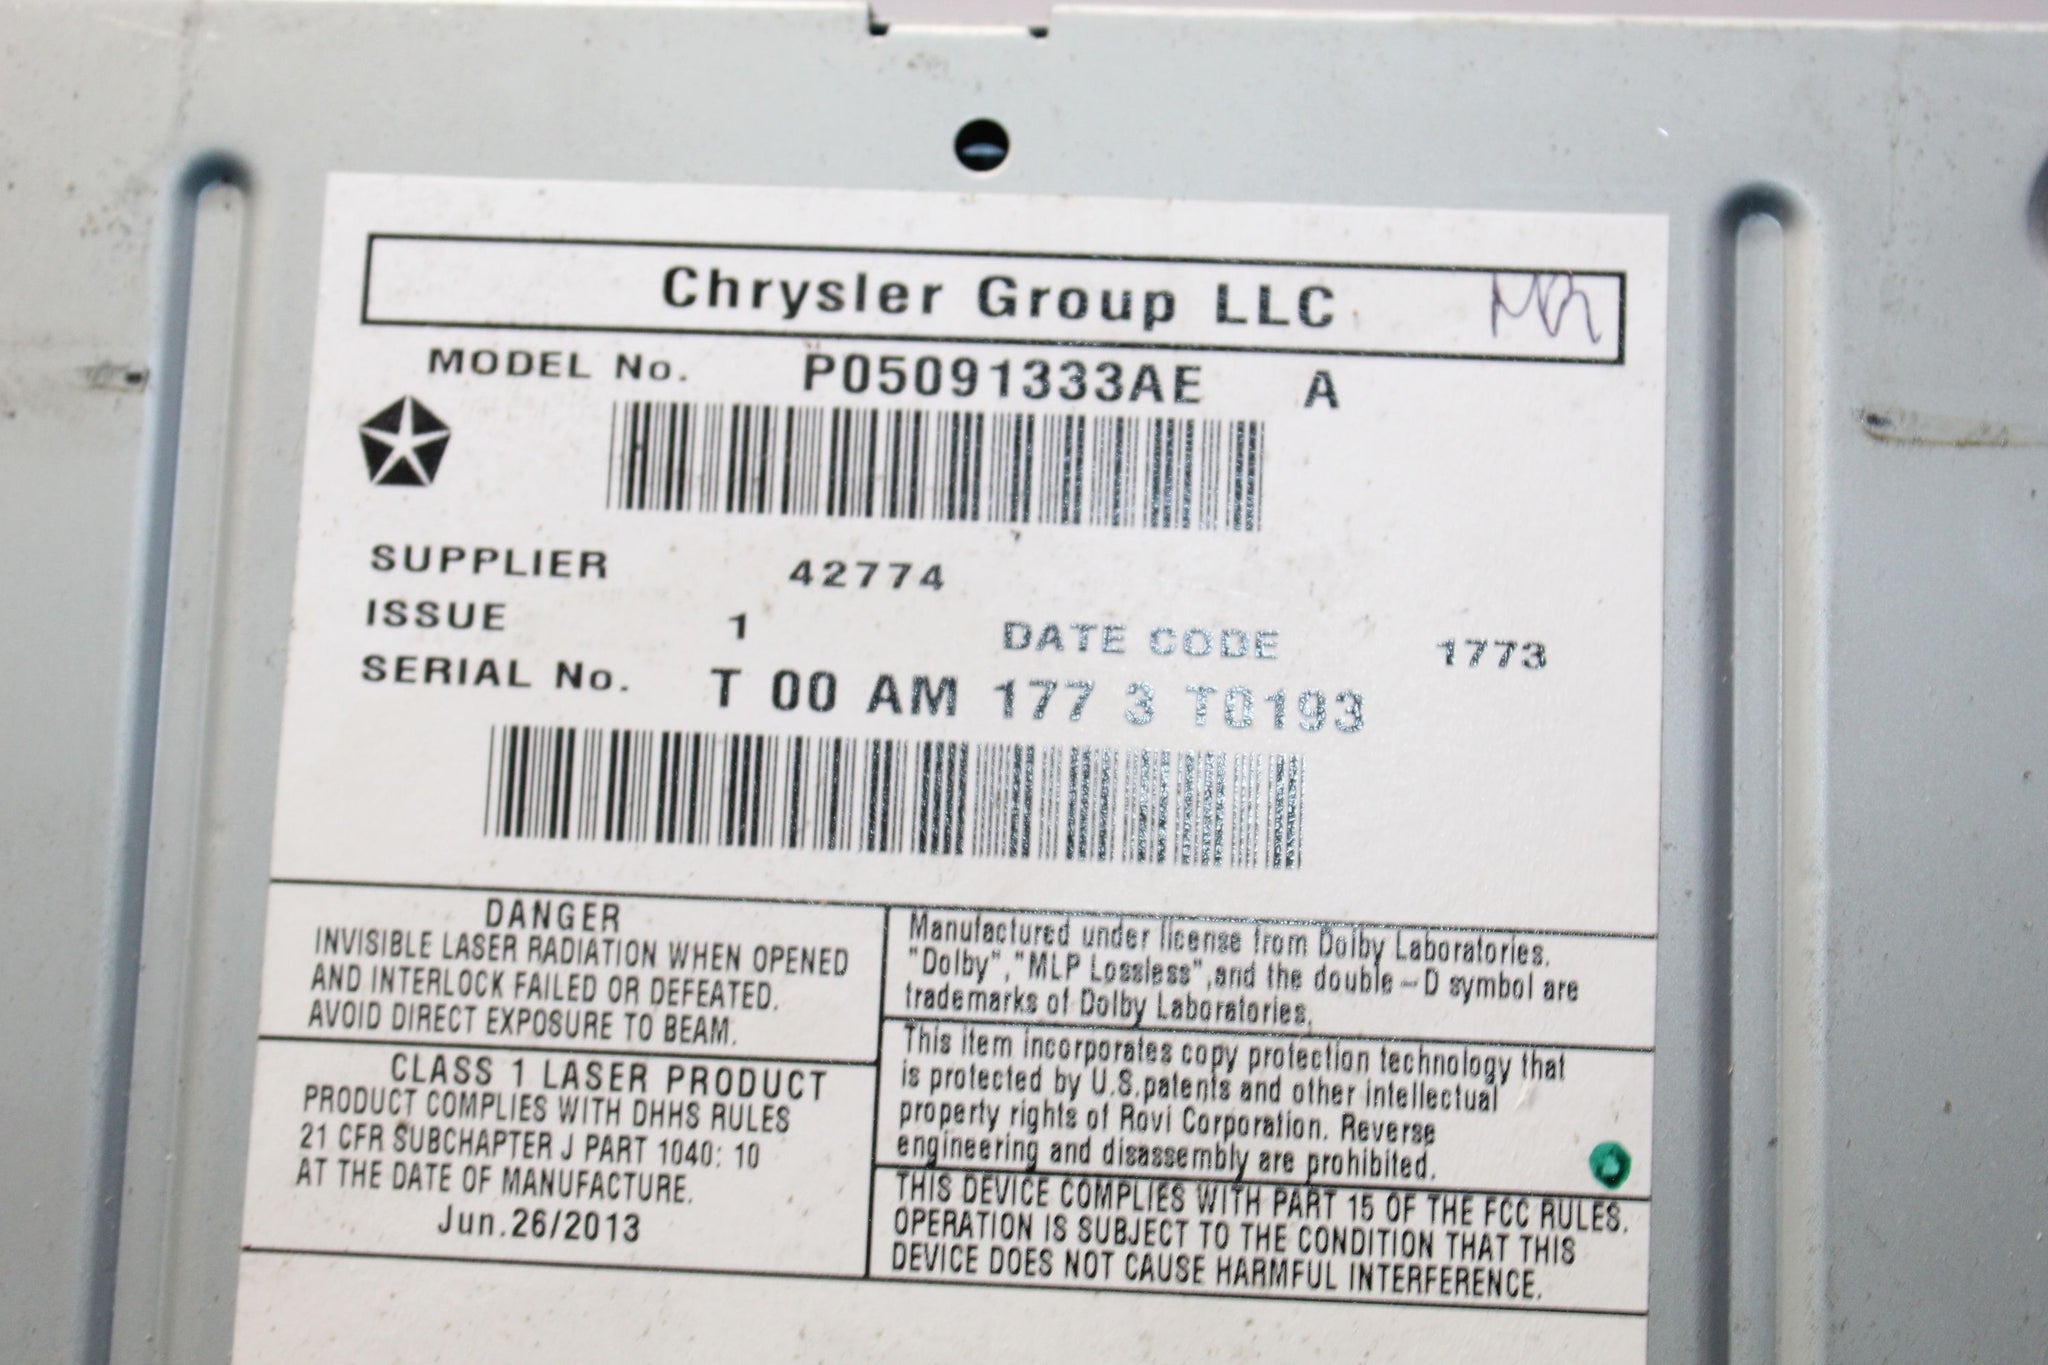 Chrysler Group LLC
MODEL No. P05091333AE A
SUPPLIER 42774
ISSUE 1 DATE CODE 1773
SERIAL No. T 00 AM 177 3 T0193
DANGER
INVISIBLE LASER RADIATION WHEN OPENED
AND INTERLOCK FAILED OR DEFEATED.
AVOID DIRECT EXPOSURE TO BEAM.
CLASS 1 LASER PRODUCT
PRODUCT COMPLIES WITH DHHS RULES
21 CFR SUBCHAPTER J PART 1040: 10
AT THE DATE OF MANUFACTURE.
Jun.26/2013
Manufactured under license from Dolby Laboratories.
"Dolby","MLP Lossless",and the double-D symbol are
trademarks of Dolby Laboratories.
This item incorporates copy protection technology that
is protected by U.S.patents and other intellectual
property rights of Rovi Corporation. Reverse
engineering and disassembly are prohibited.
THIS DEVICE COMPLIES WITH PART 15 OF THE FCC RULES.
OPERATION IS SUBJECT TO THE CONDITION THAT THIS
DEVICE DOES NOT CAUSE HARMFUL INTERFERENCE.